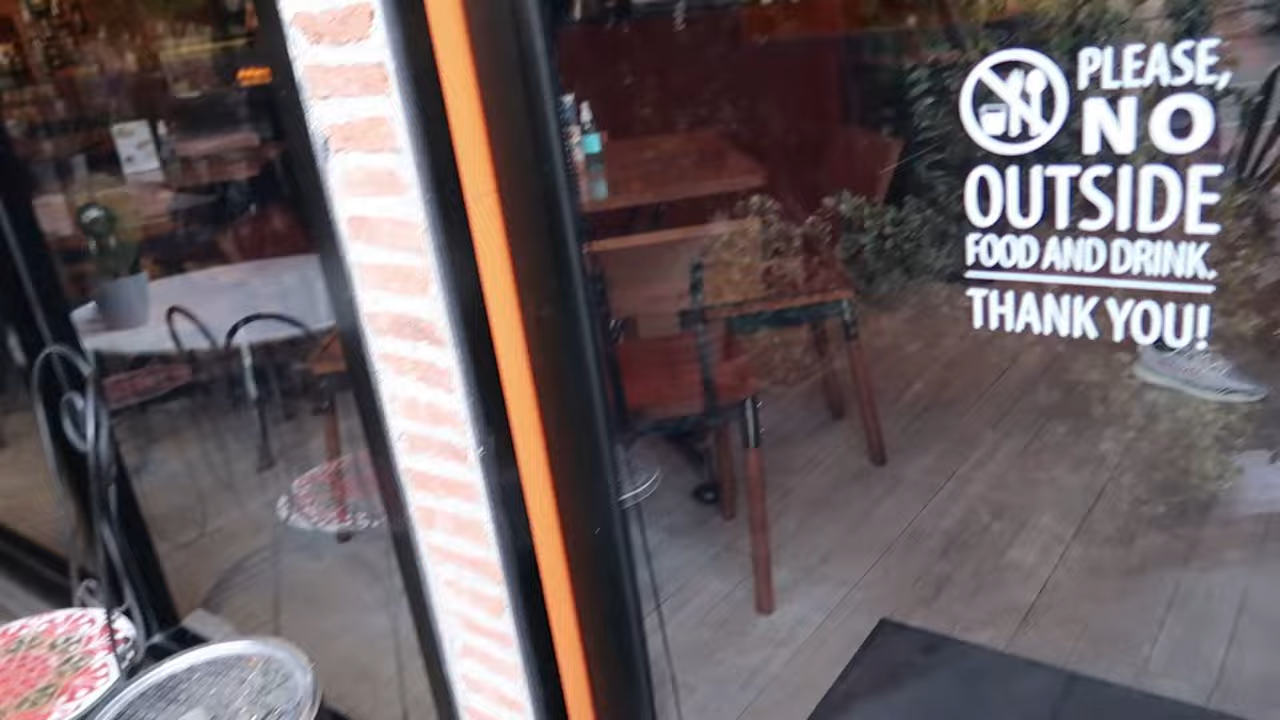 PLEASE,
NO
OUTSIDE
FOOD AND DRINK.
THANK YOU!